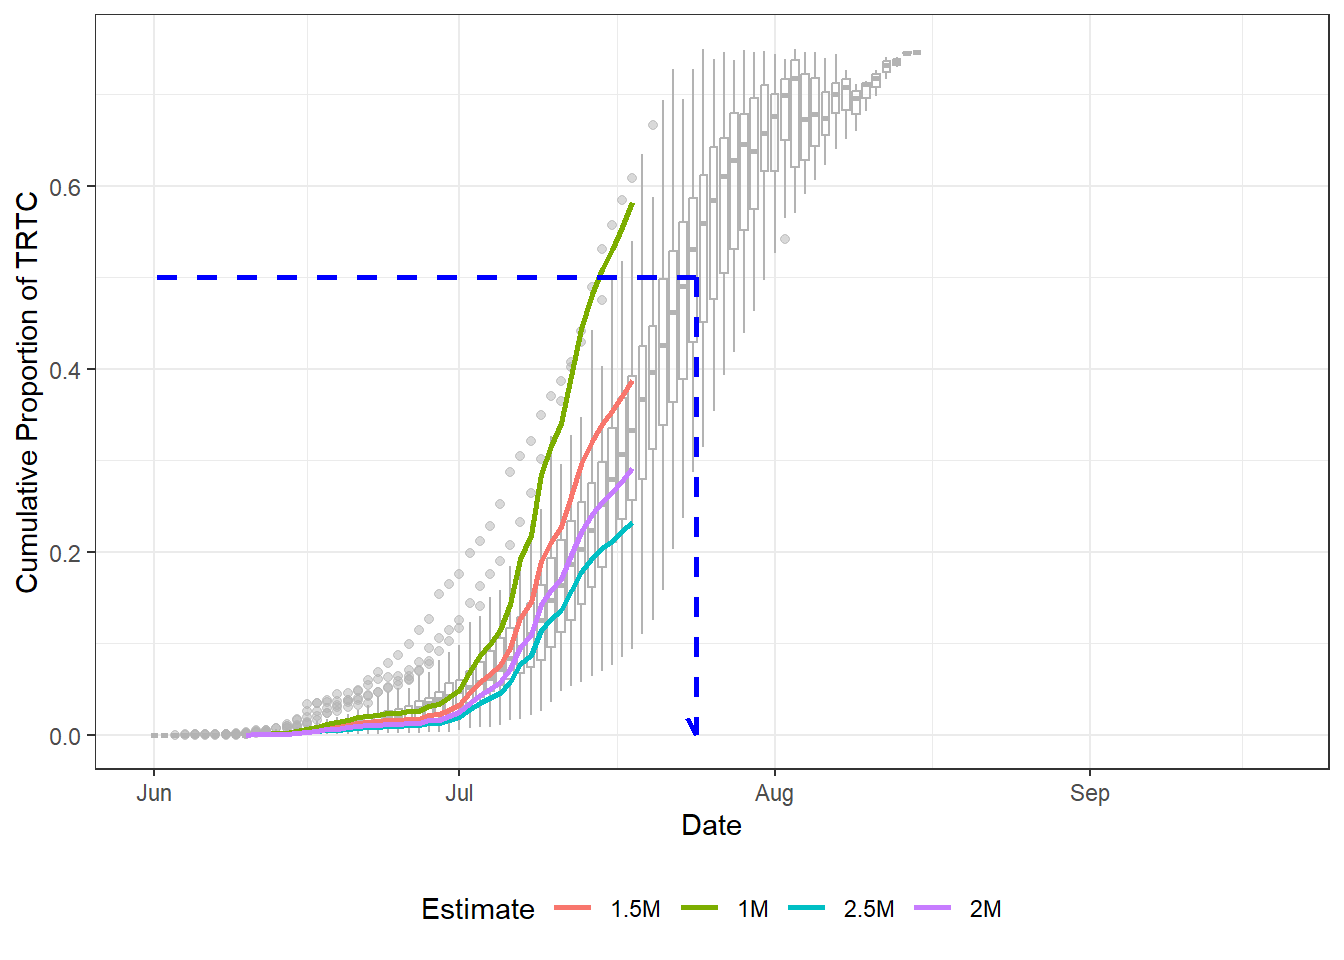 Cumulative Proportion of TRTC
0.6
0.4
0.2
0.0
Jun Jul Aug Sep
Date
Estimate 1.5M 1M 2.5M 2M